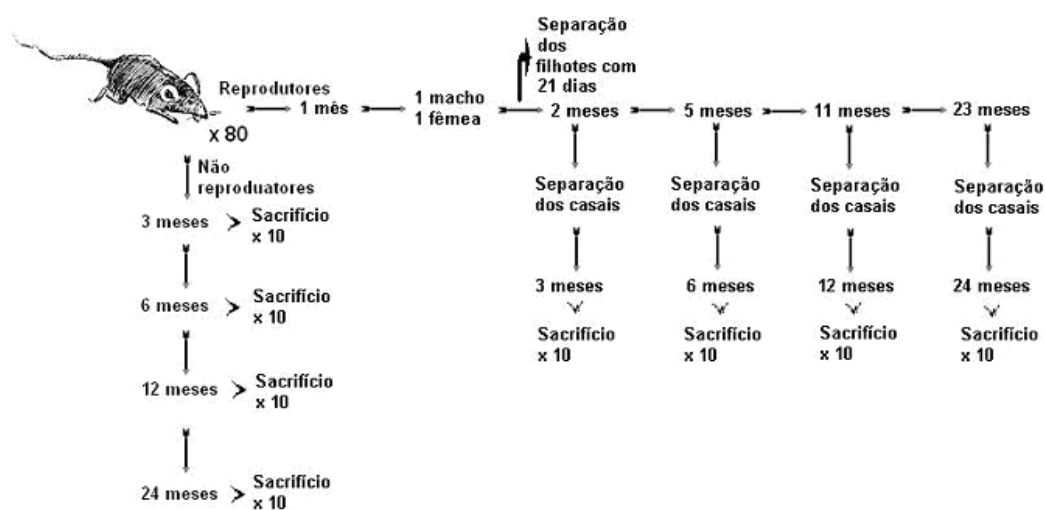 Separação
dos
filhotes com
21 dias
Reprodutores
1 mês
1 macho
1 fêmea
2 meses
5 meses
11 meses
23 meses
x 80
Não
reproduatores
Separação
dos casais
Separação
dos casais
Separação
dos casais
Separação
dos casais
3 meses
Sacrifício
x 10
6 meses
Sacrifício
x 10
12 meses
Sacrifício
x 10
24 meses
Sacrifício
x 10
3 meses
Sacrifício
x 10
6 meses
Sacrifício
x 10
12 meses
Sacrifício
x 10
24 meses
Sacrifício
x 10